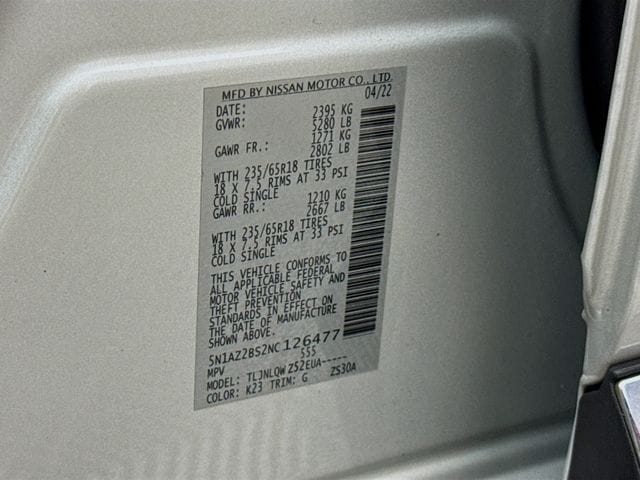 MFD BY NISSAN MOTOR CO., LTD.
DATE: 04/22
GVWR: 2395 KG
5280 LB
GAWR FR.: 1271 KG
2802 LB
WITH 235/65R18 TIRES
18 X 7.5 RIMS AT 33 PSI
COLD SINGLE
GAWR RR.: 1210 KG
2667 LB
WITH 235/65R18 TIRES
18 X 7.5 RIMS AT 33 PSI
COLD SINGLE
THIS VEHICLE CONFORMS TO
ALL APPLICABLE FEDERAL
MOTOR VEHICLE SAFETY AND
THEFT PREVENTION
STANDARDS IN EFFECT ON
THE DATE OF MANUFACTURE
SHOWN ABOVE.
5N1AZ2BS2NC126477
MPV 555
MODEL: TLJNLQW Z52EUA-----
COLOR: K23 TRIM: G ZS30A